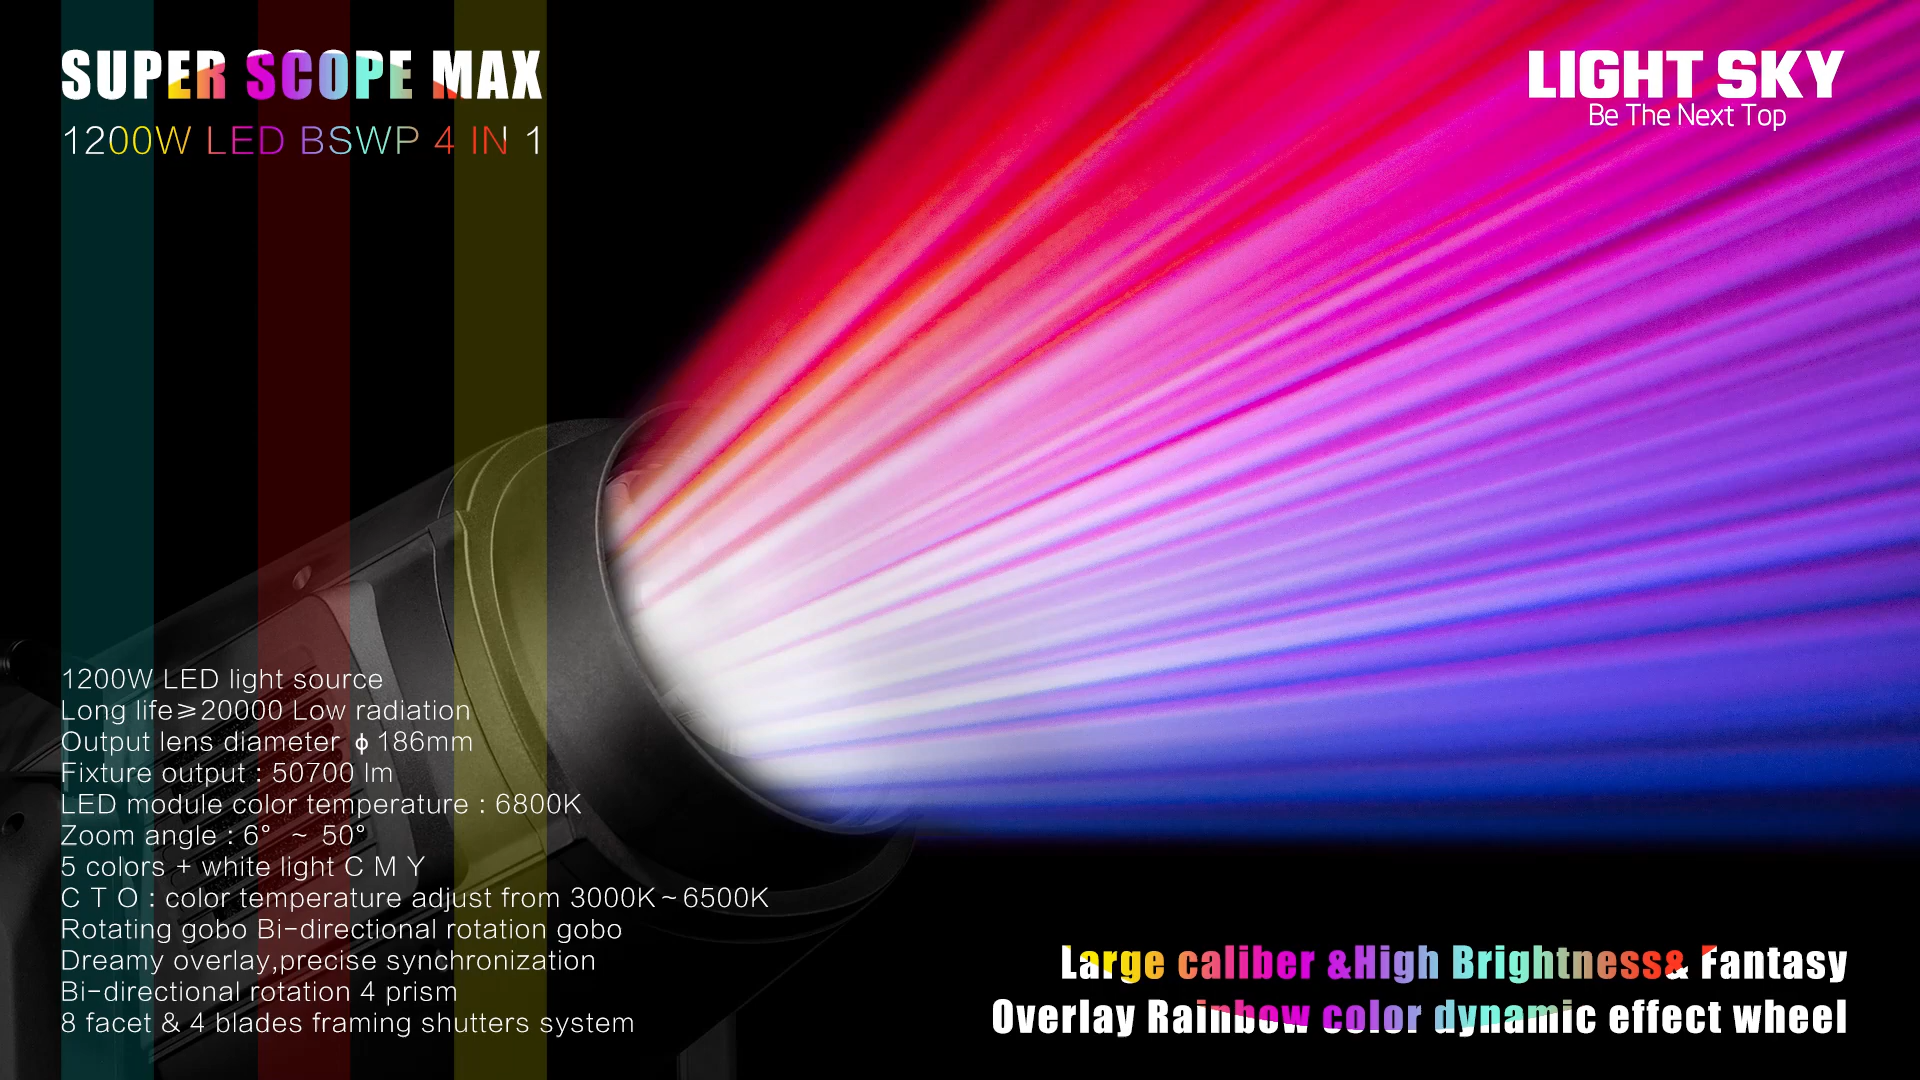 SUPER SCOPE MAX
1200W LED BSWP 4 IN 1
LIGHT SKY
Be The Next Top
1200W LED light source
Long life≥20000 Low radiation
Output lens diameter ϕ186mm
Fixture output : 50700 lm
LED module color temperature : 6800K
Zoom angle : 6° ~ 50°
5 colors + white light C M Y
C T O : color temperature adjust from 3000K~6500K
Rotating gobo Bi-directional rotation gobo
Dreamy overlay,precise synchronization
Bi-directional rotation 4 prism
8 facet & 4 blades framing shutters system
Large caliber &High Brightness& Fantasy
Overlay Rainbow color dynamic effect wheel